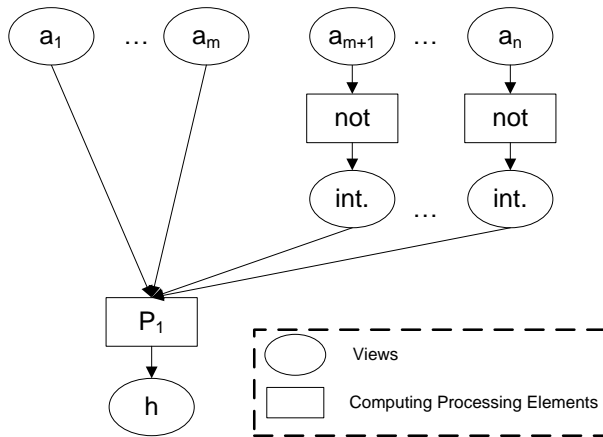 a₁ … aₘ aₘ₊₁ … aₙ
not not
int. … int.
P₁
h
Views
Computing Processing Elements